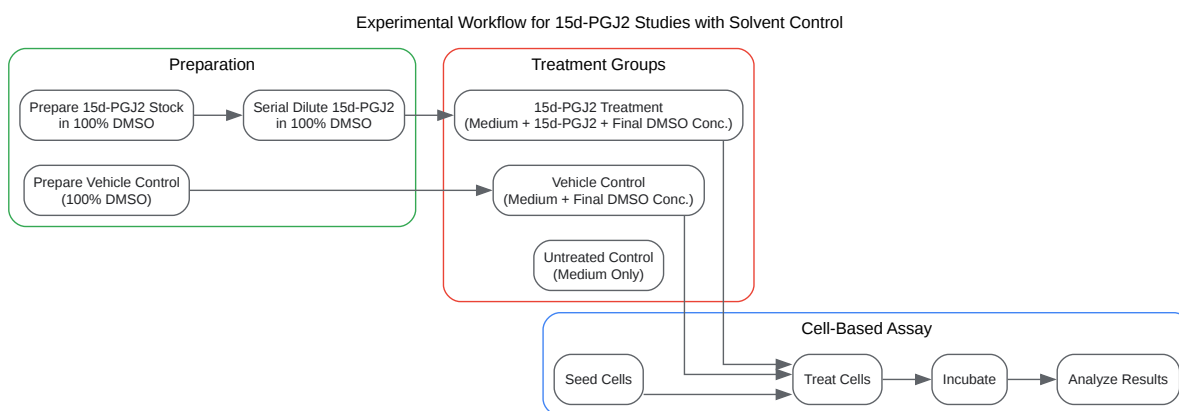 Experimental Workflow for 15d-PGJ2 Studies with Solvent Control
Preparation
Prepare 15d-PGJ2 Stock
in 100% DMSO
Serial Dilute 15d-PGJ2
in 100% DMSO
Prepare Vehicle Control
(100% DMSO)
Treatment Groups
15d-PGJ2 Treatment
(Medium + 15d-PGJ2 + Final DMSO Conc.)
Vehicle Control
(Medium + Final DMSO Conc.)
Untreated Control
(Medium Only)
Cell-Based Assay
Seed Cells
Treat Cells
Incubate
Analyze Results